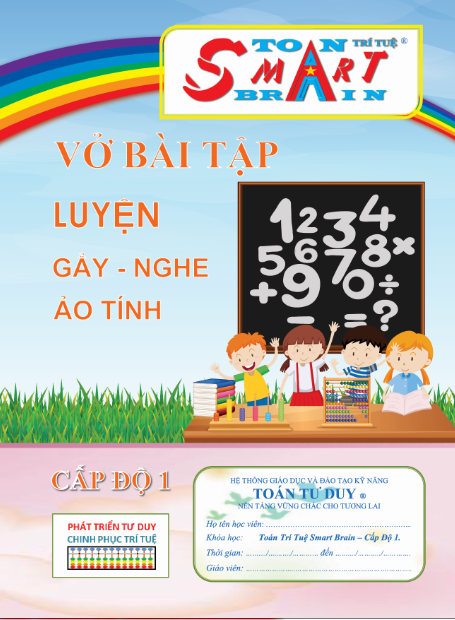 TOAN TRÍ TUỆ ®
SMART
BRAIN
VỞ BÀI TẬP
LUYỆN
GẨY - NGHE
ẢO TÍNH
1 2 3 4
5 6 7 8 ×
+ 9 0 ÷
- = ?
CẤP ĐỘ 1
PHÁT TRIỂN TƯ DUY
CHINH PHỤC TRÍ TUỆ
HỆ THỐNG GIÁO DỤC VÀ ĐÀO TẠO KỸ NĂNG
TOÁN TƯ DUY ®
NỀN TẢNG VỮNG CHẮC CHO TƯƠNG LAI
Họ tên học viên:
Khóa học: Toán Trí Tuệ Smart Brain – Cấp Độ 1.
Thời gian: ....../........./.......... đến ........./........./..........
Giáo viên: